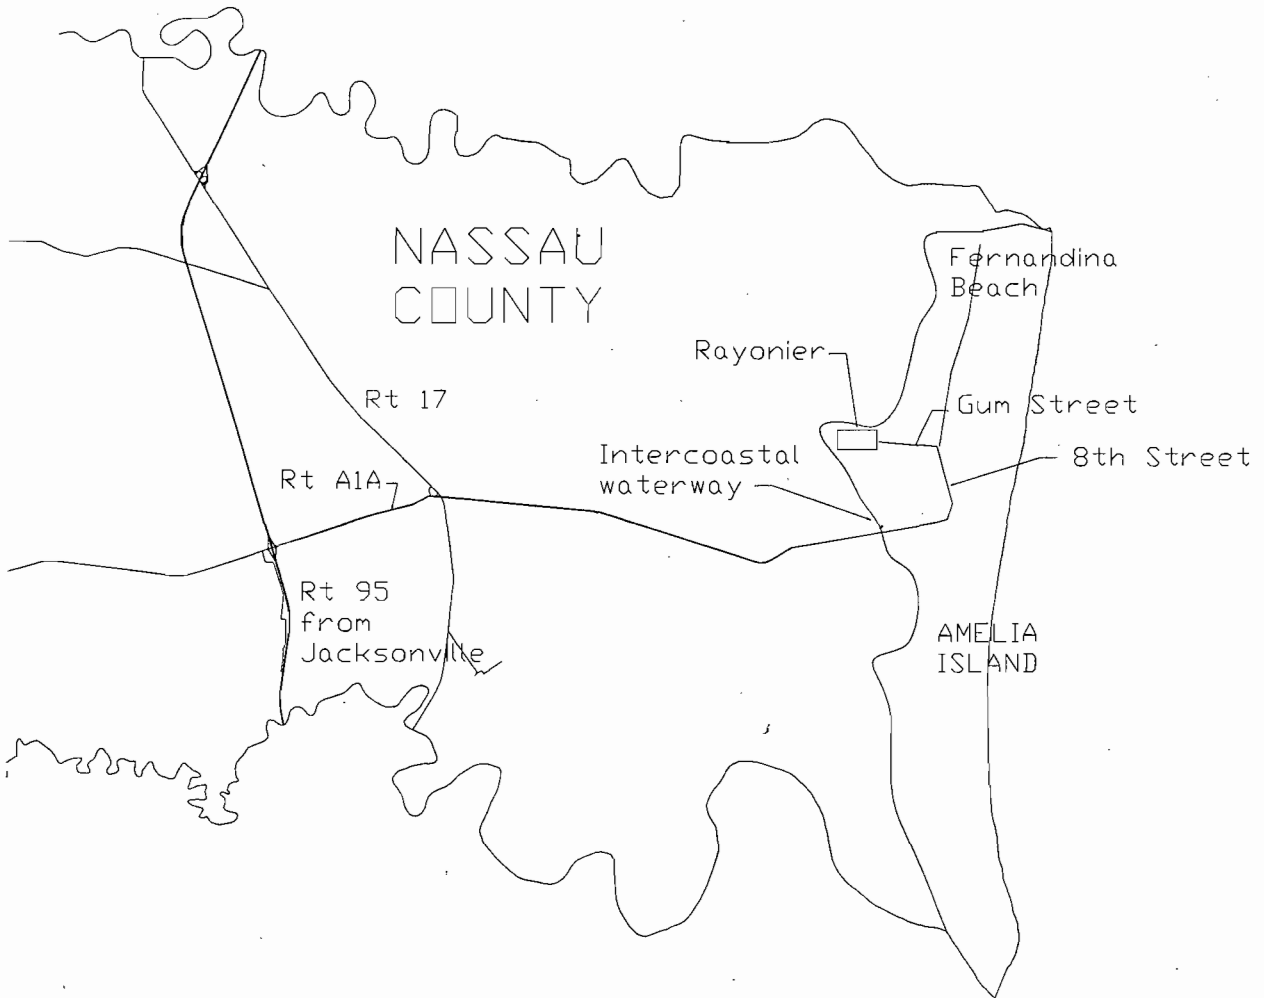 NASSAU
COUNTY
Fernandina
Beach
Rayonier
Rt 17
Gum Street
Intercoastal
waterway
8th Street
Rt A1A
Rt 95
from
Jacksonville
AMELIA
ISLAND